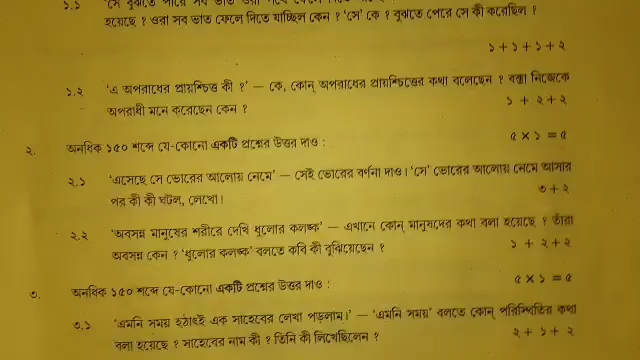 ১.১ 'সে বুঝতে পারে সব ভাত ওরা
হয়েছে ? ওরা সব ভাত ফেলে দিতে যাচ্ছিল কেন ? 'সে' কে ? বুঝতে পেরে সে কী করেছিল ?
১ + ১ + ১ + ২
১.২ 'এ অপরাধের প্রায়শ্চিত্ত কী ?' — কে, কোন্ অপরাধের প্রায়শ্চিত্তের কথা বলেছেন ? বক্তা নিজেকে
অপরাধী মনে করেছেন কেন ? ১ + ২ + ২
২. অনধিক ১৫০ শব্দে যে-কোনো একটি প্রশ্নের উত্তর দাও : ৫ × ১ = ৫
২.১ 'এসেছে সে ভোরের আলোয় নেমে' — সেই ভোরের বর্ণনা দাও। 'সে' ভোরের আলোয় নেমে আসার
পর কী কী ঘটল, লেখো। ৩ + ২
২.২ 'অবসন্ন মানুষের শরীরে দেখি ধুলোর কলঙ্ক' — এখানে কোন্ মানুষদের কথা বলা হয়েছে ? তাঁরা
অবসন্ন কেন ? 'ধুলোর কলঙ্ক' বলতে কবি কী বুঝিয়েছেন ? ১ + ২ + ২
৩. অনধিক ১৫০ শব্দে যে-কোনো একটি প্রশ্নের উত্তর দাও : ৫ × ১ = ৫
৩.১ 'এমনি সময় হঠাৎই এক সাহেবের লেখা পড়লাম।' — 'এমনি সময়' বলতে কোন্ পরিস্থিতির কথা
বলা হয়েছে ? সাহেবের নাম কী ? তিনি কী লিখেছিলেন ? ২ + ১ + ২